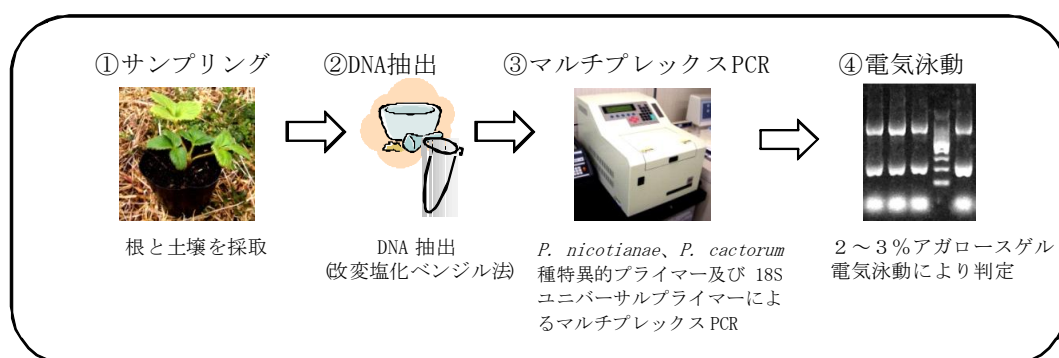 ①サンプリング
②DNA抽出
③マルチプレックスPCR
④電気泳動
根と土壌を採取
DNA 抽出
(改変塩化ベンジル法)
P. nicotianae、P. cactorum
種特異的プライマー及び 18S
ユニバーサルプライマーによ
るマルチプレックス PCR
２～３％アガロースゲル
電気泳動により判定